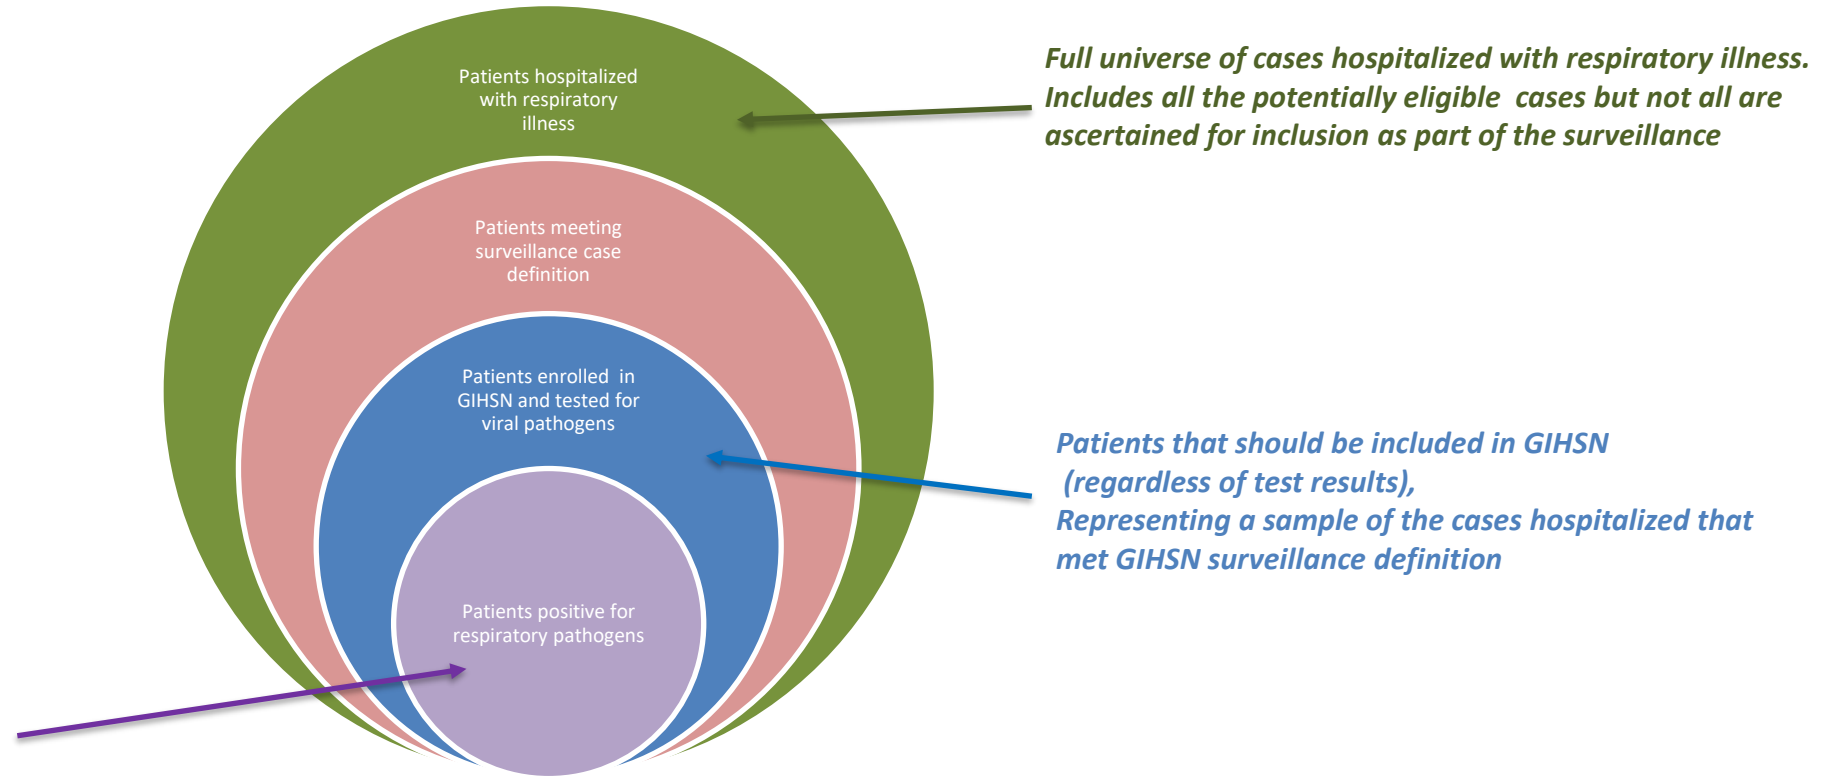 Patients hospitalized
with respiratory
illness
Full universe of cases hospitalized with respiratory illness.
Includes all the potentially eligible  cases but not all are
ascertained for inclusion as part of the surveillance
Patients meeting
surveillance case
definition
Patients enrolled  in
GIHSN and tested for
viral pathogens
Patients that should be included in GIHSN
(regardless of test results),
Representing a sample of the cases hospitalized that
met GIHSN surveillance definition
Patients positive for
respiratory pathogens